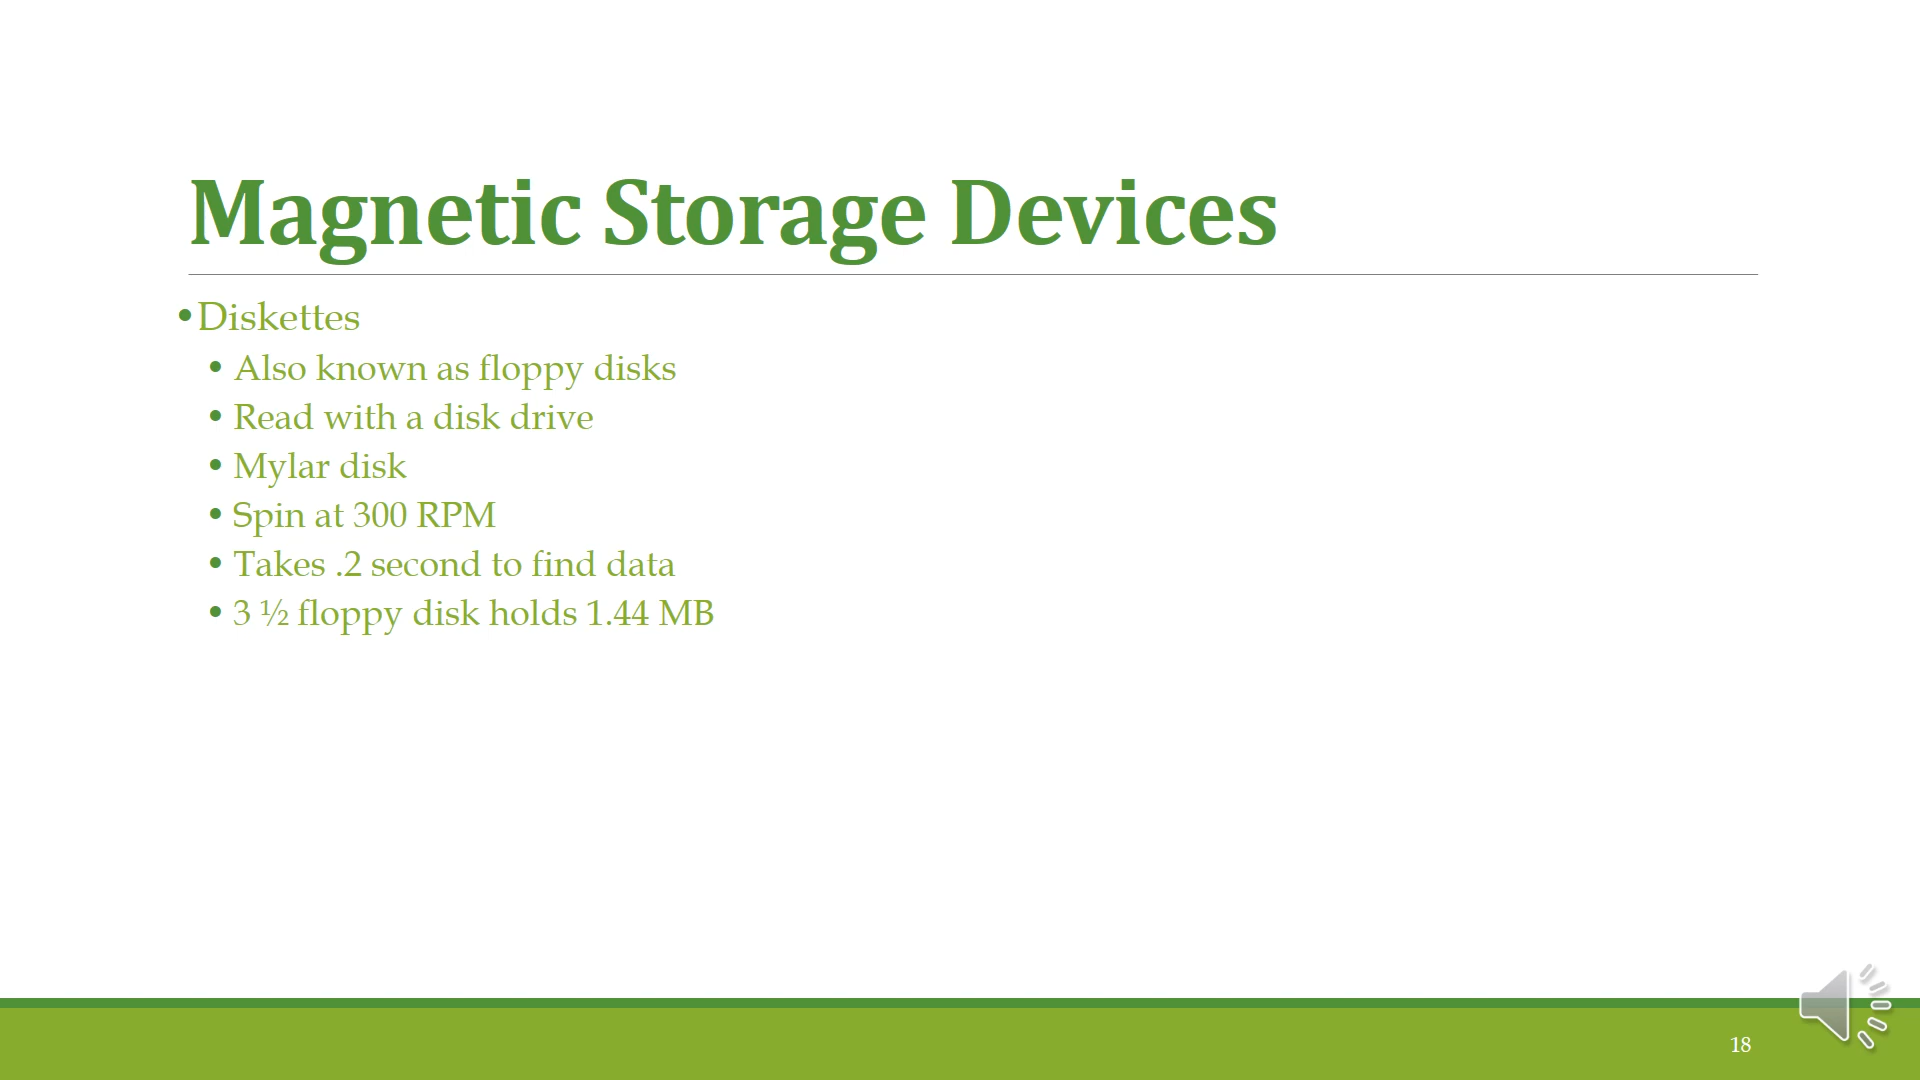 Magnetic Storage Devices
•Diskettes
• Also known as floppy disks
• Read with a disk drive
• Mylar disk
• Spin at 300 RPM
• Takes .2 second to find data
• 3 ½ floppy disk holds 1.44 MB
18